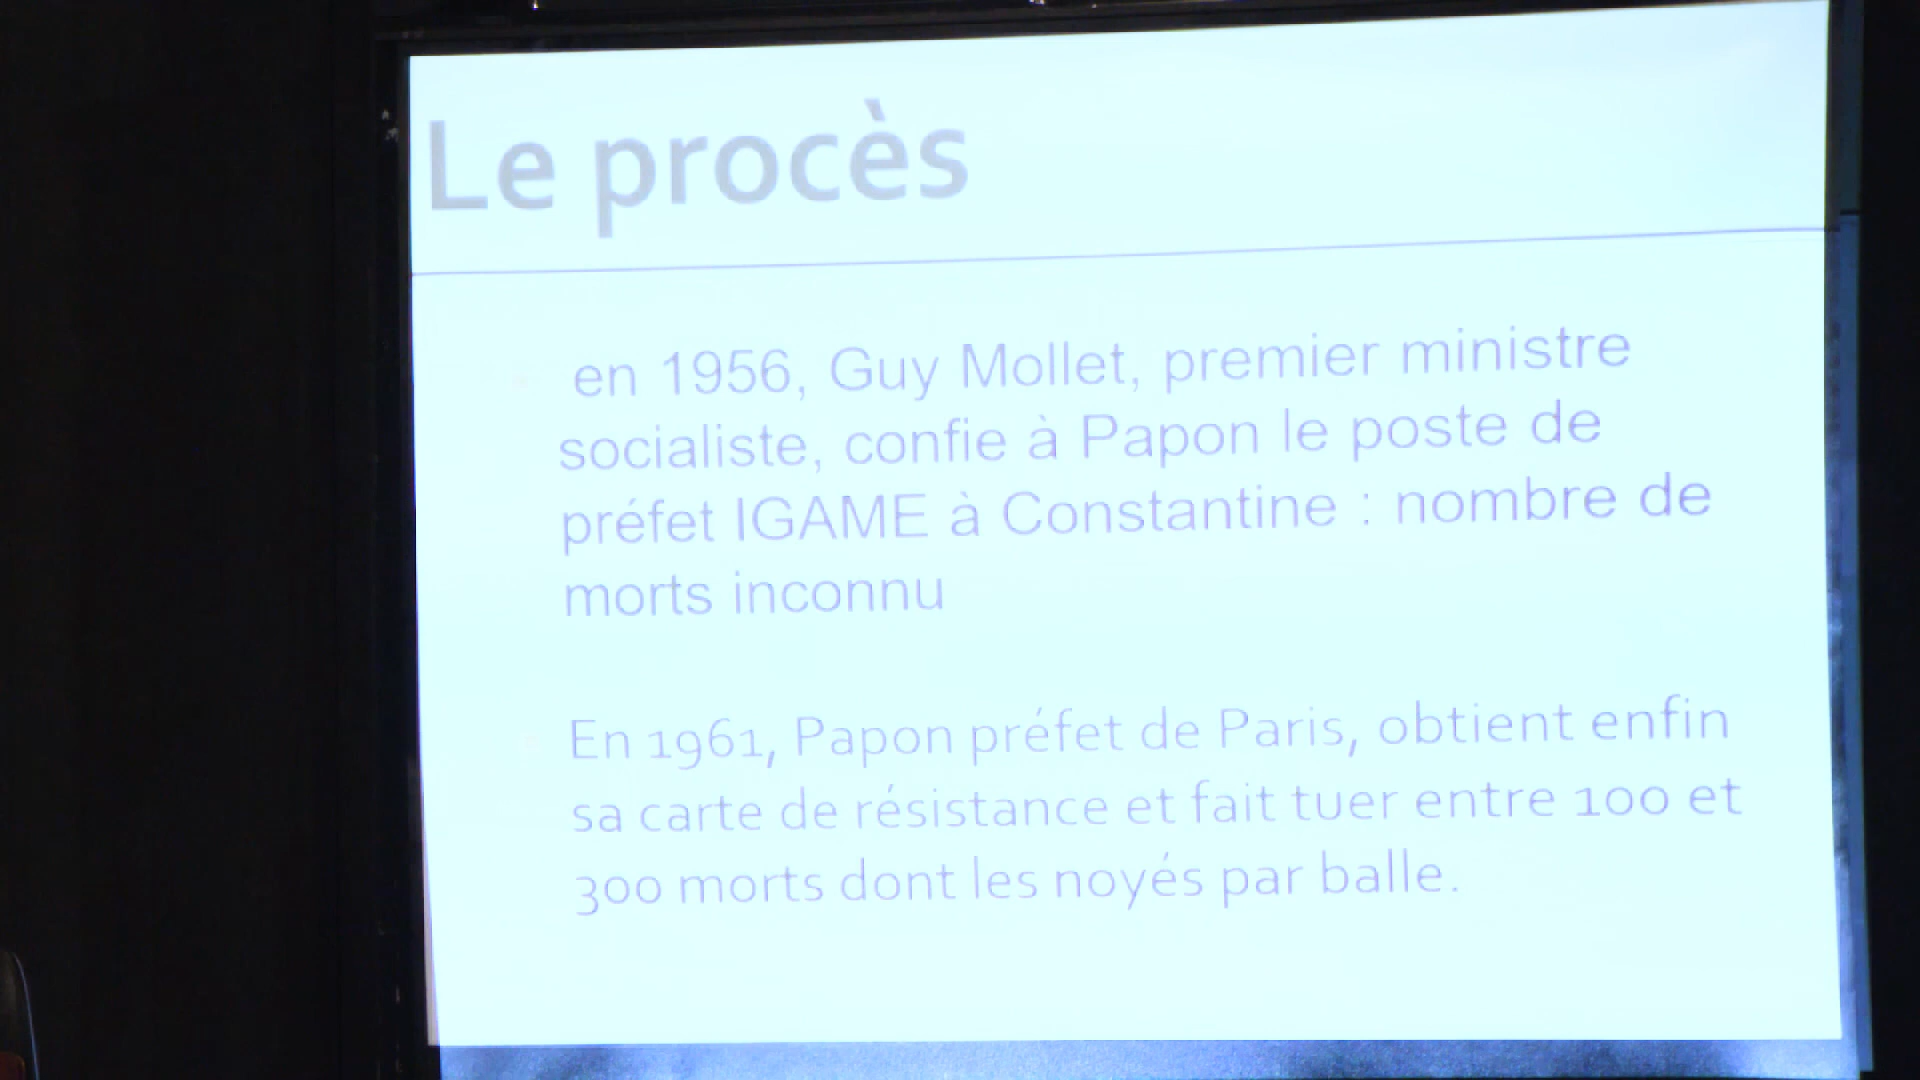 Le procès
en 1956, Guy Mollet, premier ministre
socialiste, confie à Papon le poste de
préfet IGAME à Constantine : nombre de
morts inconnu
En 1961, Papon préfet de Paris, obtient enfin
sa carte de résistance et fait tuer entre 100 et
300 morts dont les noyés par balle.